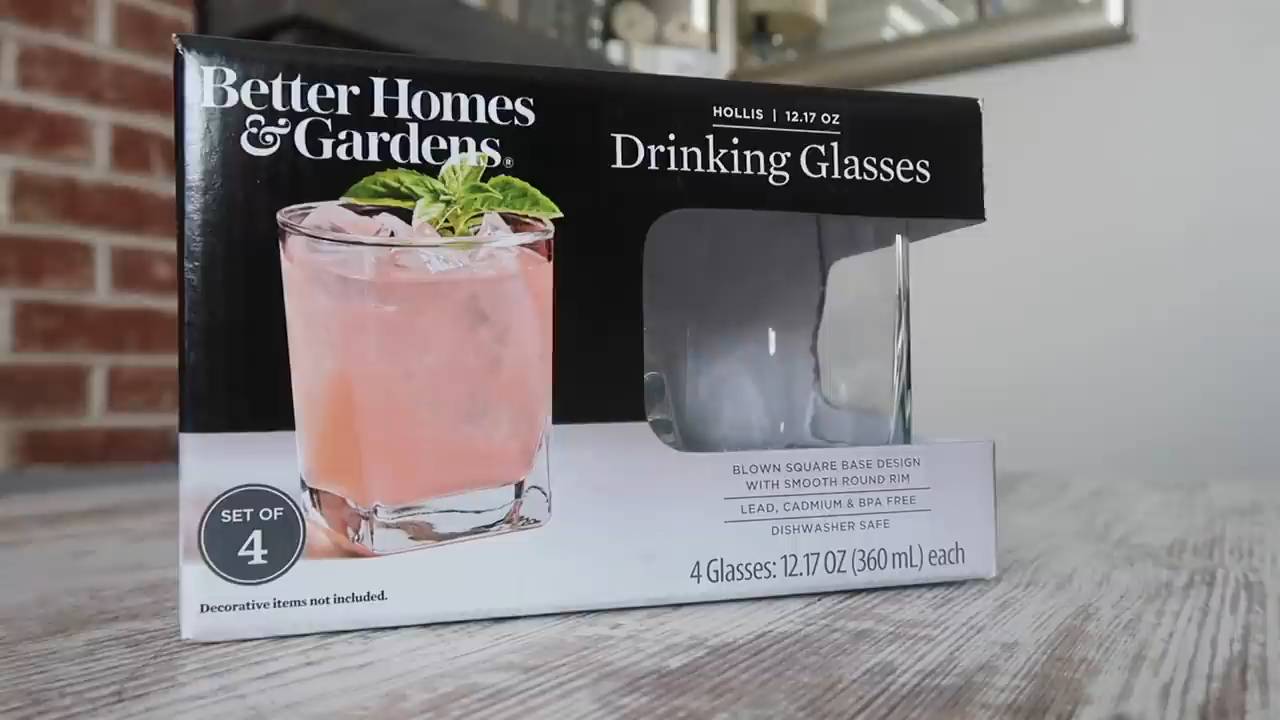 Better Homes
& Gardens®
HOLLIS | 12.17 OZ
Drinking Glasses
BLOWN SQUARE BASE DESIGN
WITH SMOOTH ROUND RIM
LEAD, CADMIUM & BPA FREE
DISHWASHER SAFE
4 Glasses: 12.17 OZ (360 mL) each
SET OF
4
Decorative items not included.